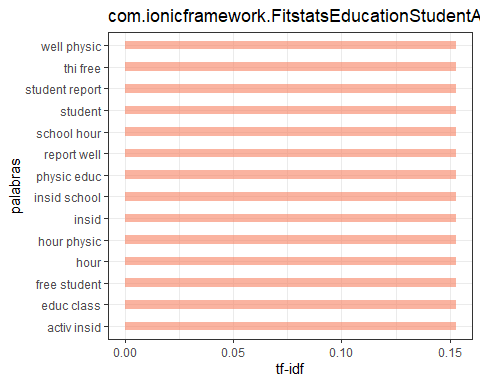 com.ionicframework.FitstatsEducationStudentA
well physic
thi free
student report
student
school hour
report well
physic educ
insid school
insid
hour physic
hour
free student
educ class
activ insid
palabras
0.00 0.05 0.10 0.15
tf-idf